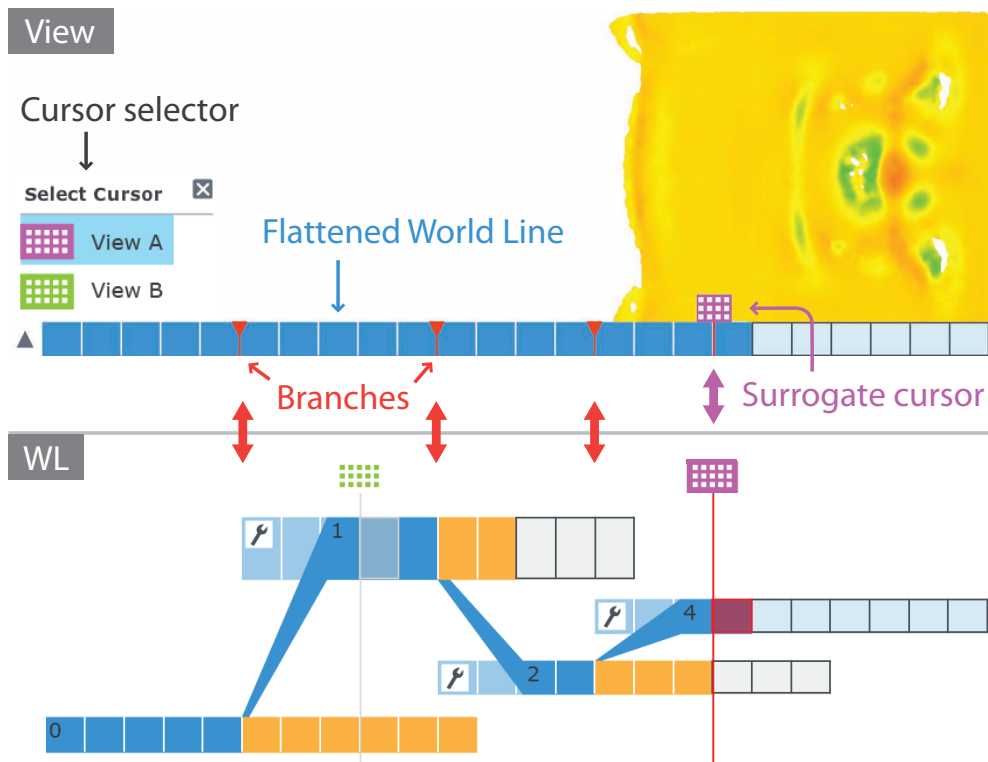 View
Cursor selector
Select Cursor
View A
View B
Flattened World Line
Branches
Surrogate cursor
WL
1
4
2
0